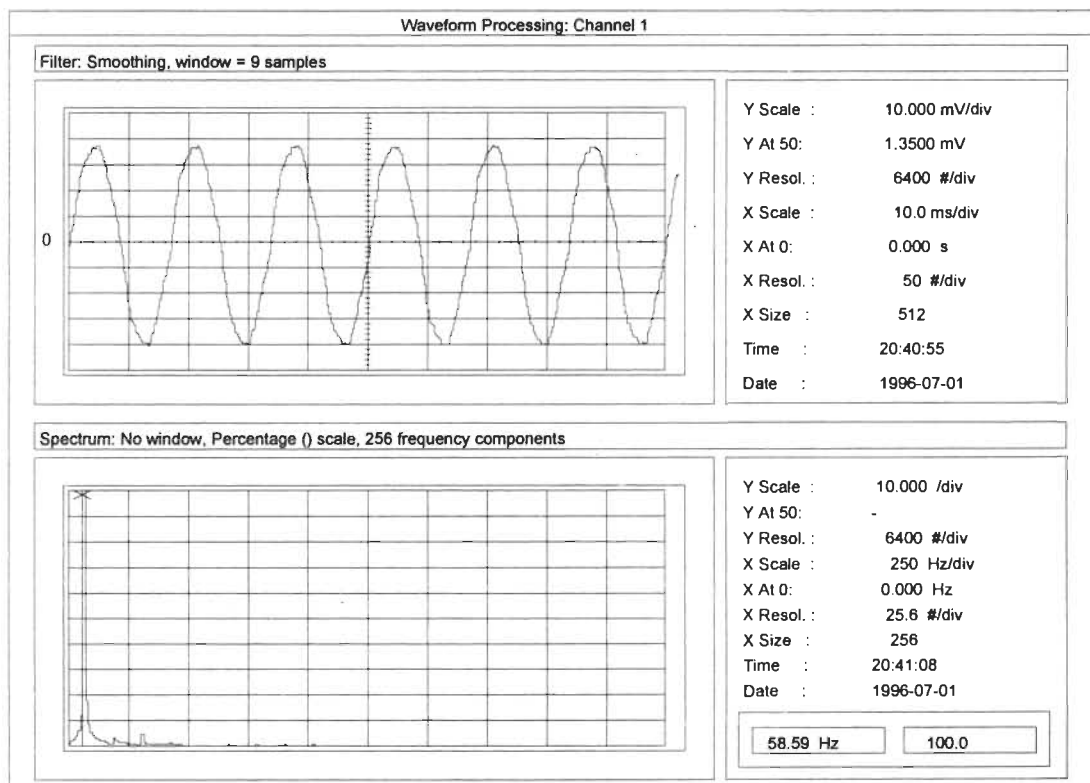 Waveform Processing: Channel 1
Filter: Smoothing, window = 9 samples
0
Y Scale : 10.000 mV/div
Y At 50: 1.3500 mV
Y Resol. : 6400 #/div
X Scale : 10.0 ms/div
X At 0: 0.000 s
X Resol. : 50 #/div
X Size : 512
Time : 20:40:55
Date : 1996-07-01
Spectrum: No window, Percentage () scale, 256 frequency components
Y Scale : 10.000 /div
Y At 50: -
Y Resol. : 6400 #/div
X Scale : 250 Hz/div
X At 0: 0.000 Hz
X Resol. : 25.6 #/div
X Size : 256
Time : 20:41:08
Date : 1996-07-01
58.59 Hz 100.0